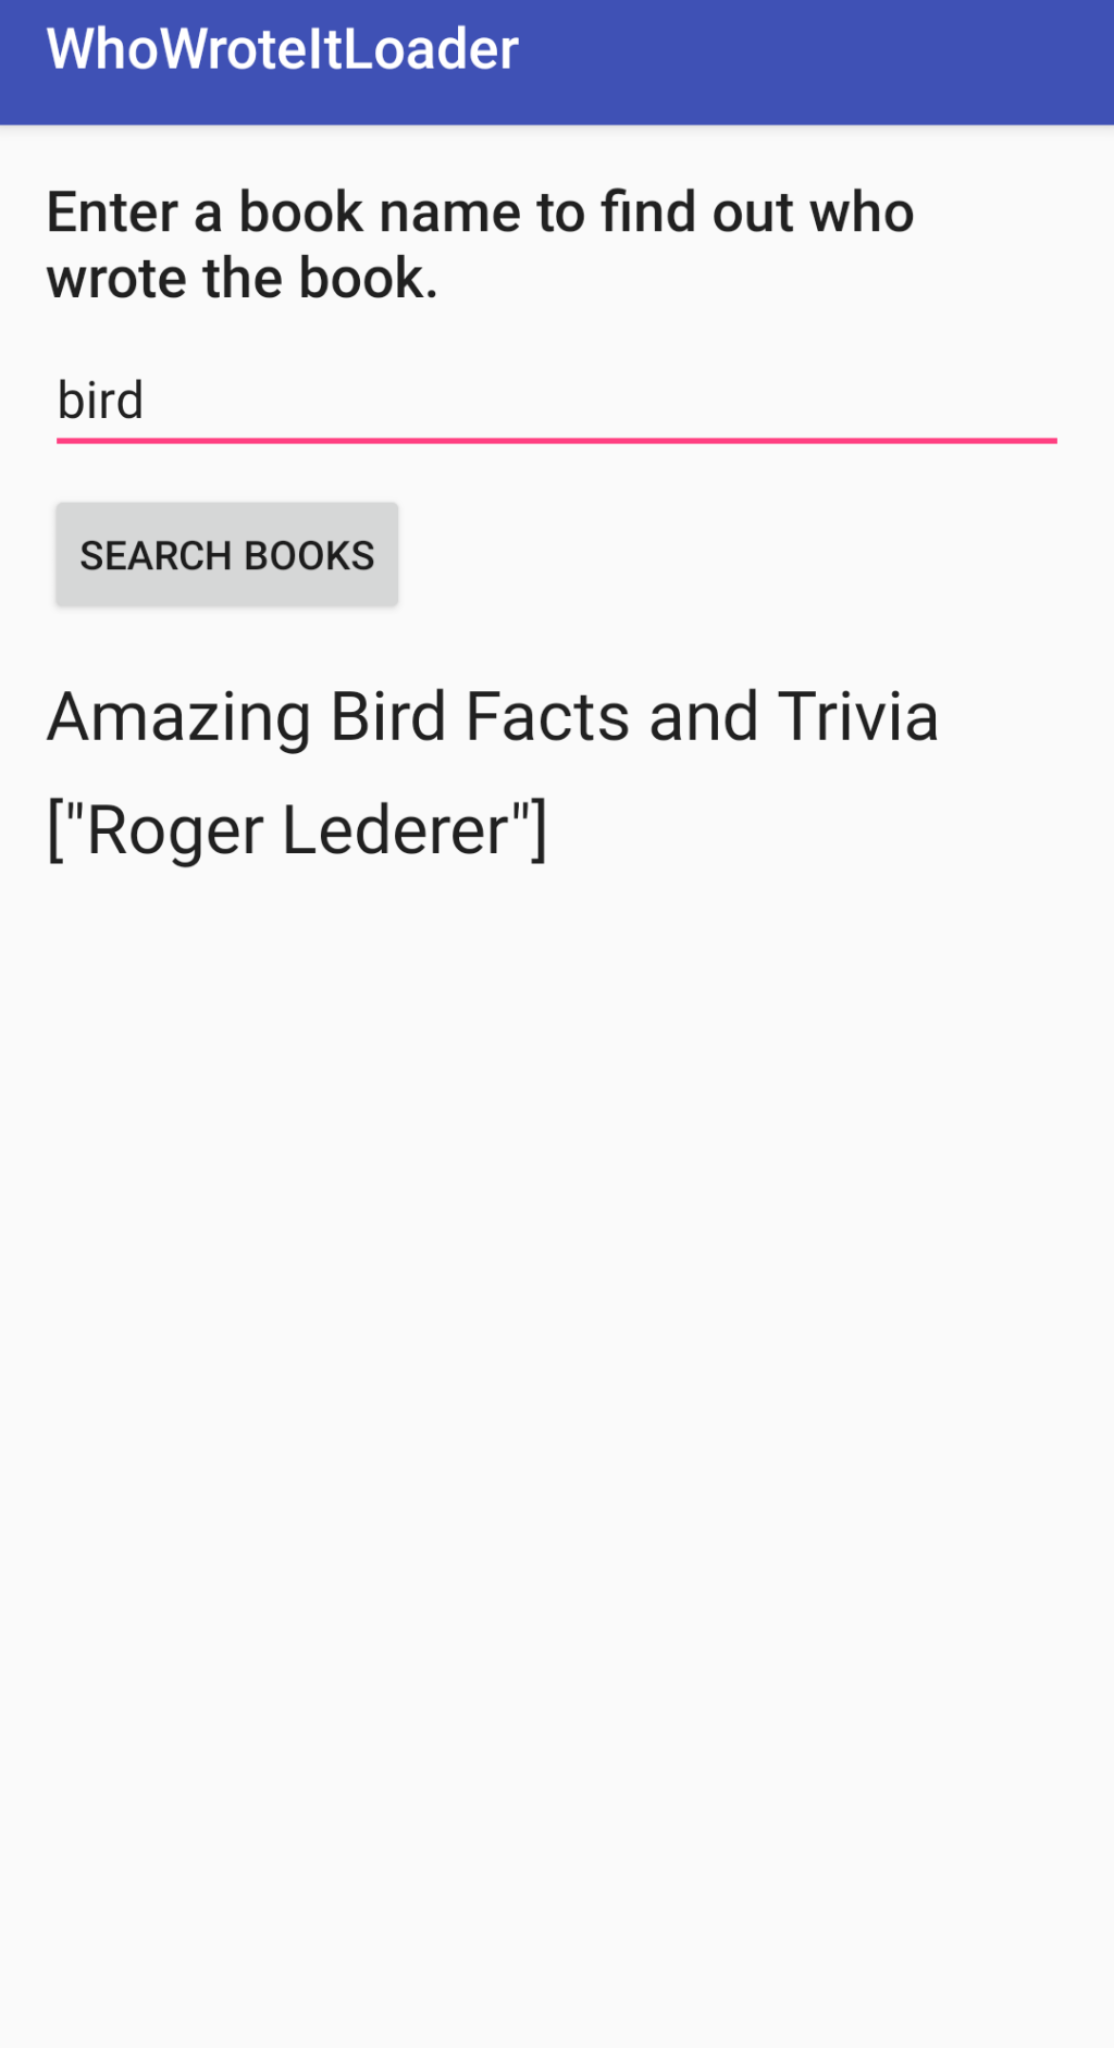 WhoWroteItLoader
Enter a book name to find out who
wrote the book.
bird
SEARCH BOOKS
Amazing Bird Facts and Trivia
["Roger Lederer"]